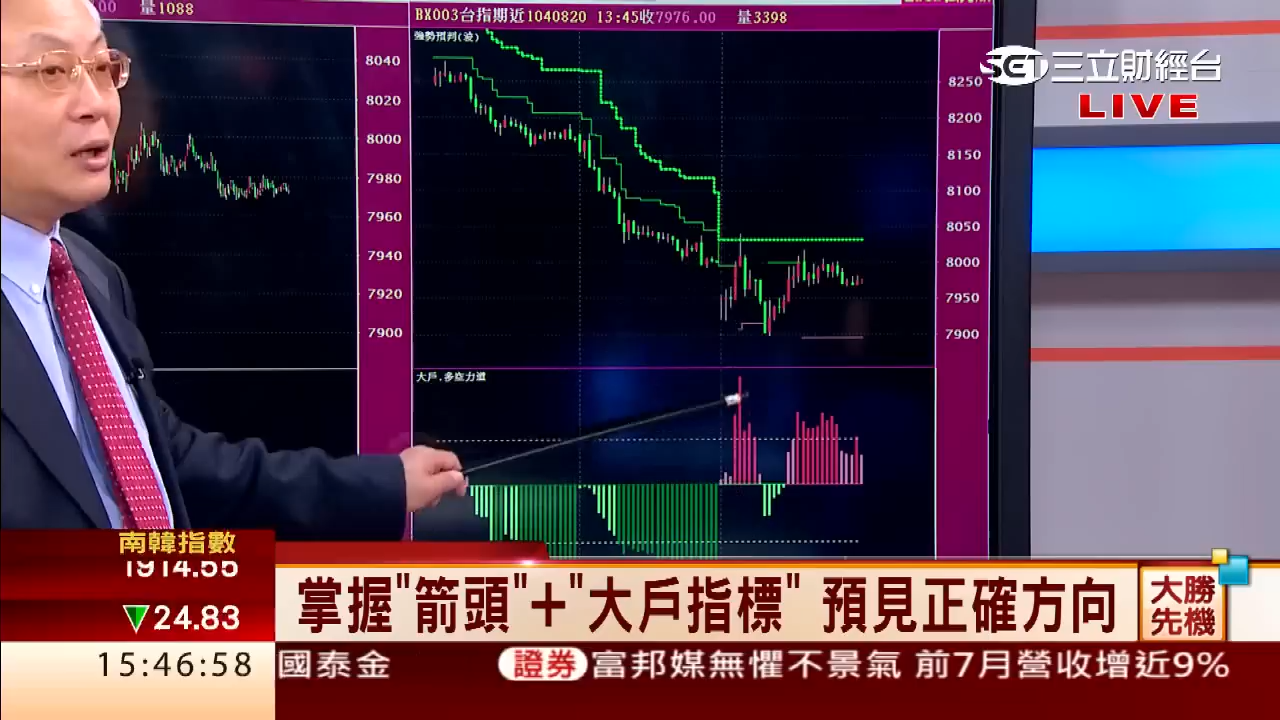 量1088
BX003台指期近1040820 13:45收7976.00 量3398
強勢預判(波)
8040
8020
8000
7980
7960
7940
7920
7900
8250
8200
8150
8100
8050
8000
7950
7900
大戶.多空力道
SET三立財經台
LIVE
南韓指數
1914.55
▼24.83
15:46:58
掌握"箭頭"+"大戶指標" 預見正確方向
大勝
先機
國泰金 證券 富邦媒無懼不景氣 前7月營收增近9%